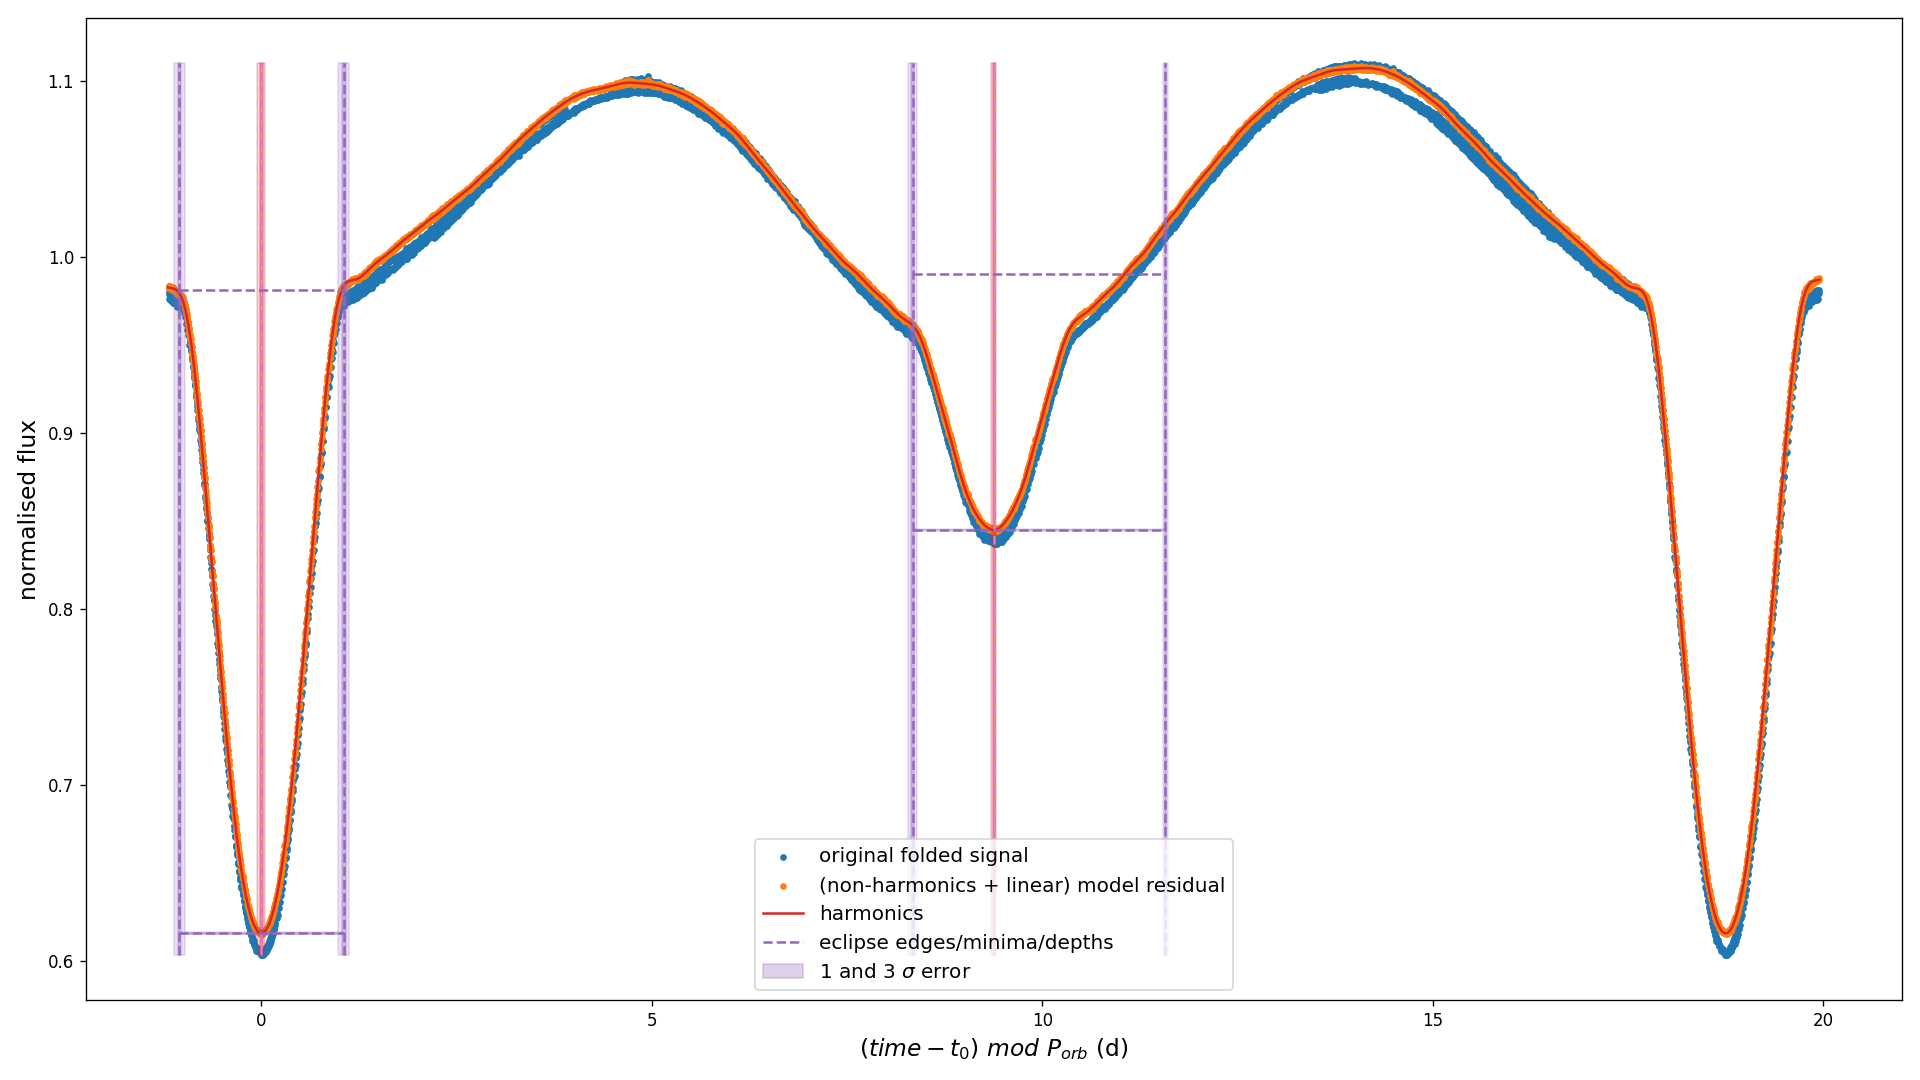 1.1
1.0
0.9
0.8
0.7
0.6
normalised flux
original folded signal
(non-harmonics + linear) model residual
harmonics
eclipse edges/minima/depths
1 and 3 σ error
0
5
10
15
20
(time − t₀) mod Pₒᵣb (d)